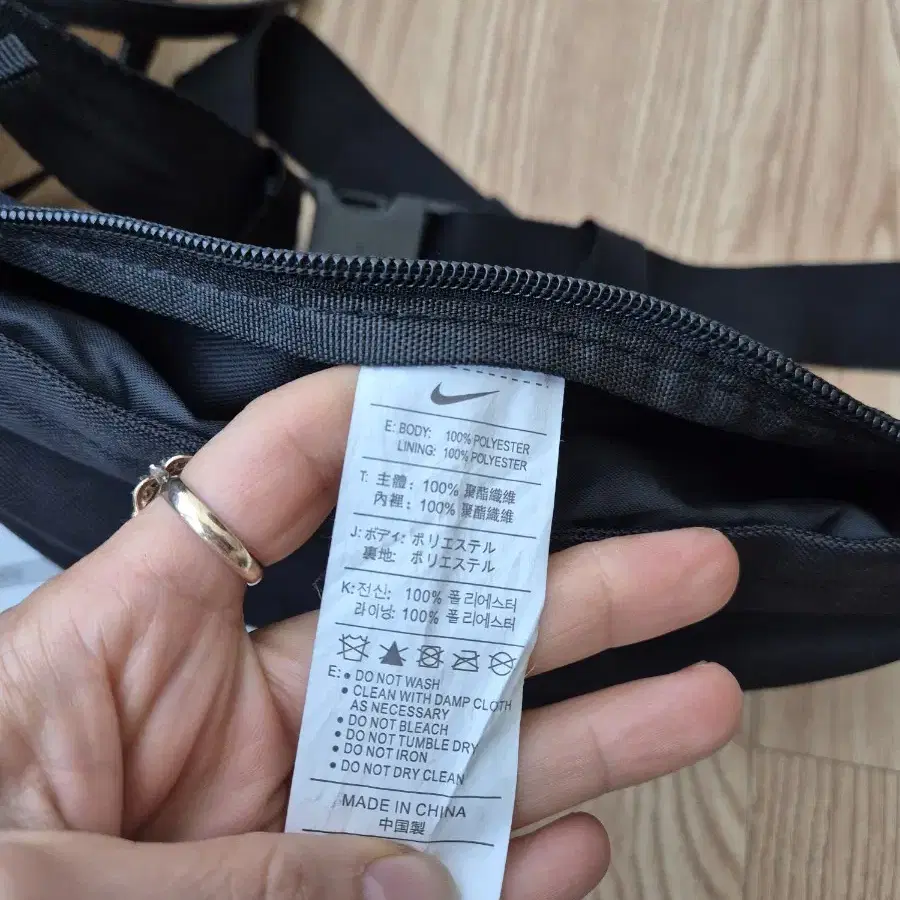 E: BODY: 100% POLYESTER
LINING: 100% POLYESTER
T: 主體: 100% 聚酯纖維
內裡: 100% 聚酯纖維
J: ボディ: ポリエステル
裏地: ポリエステル
K: 전신: 100% 폴리에스터
라이닝: 100% 폴리에스터
E: • DO NOT WASH
• CLEAN WITH DAMP CLOTH
AS NECESSARY
• DO NOT BLEACH
• DO NOT TUMBLE DRY
• DO NOT IRON
• DO NOT DRY CLEAN
MADE IN CHINA
中国製